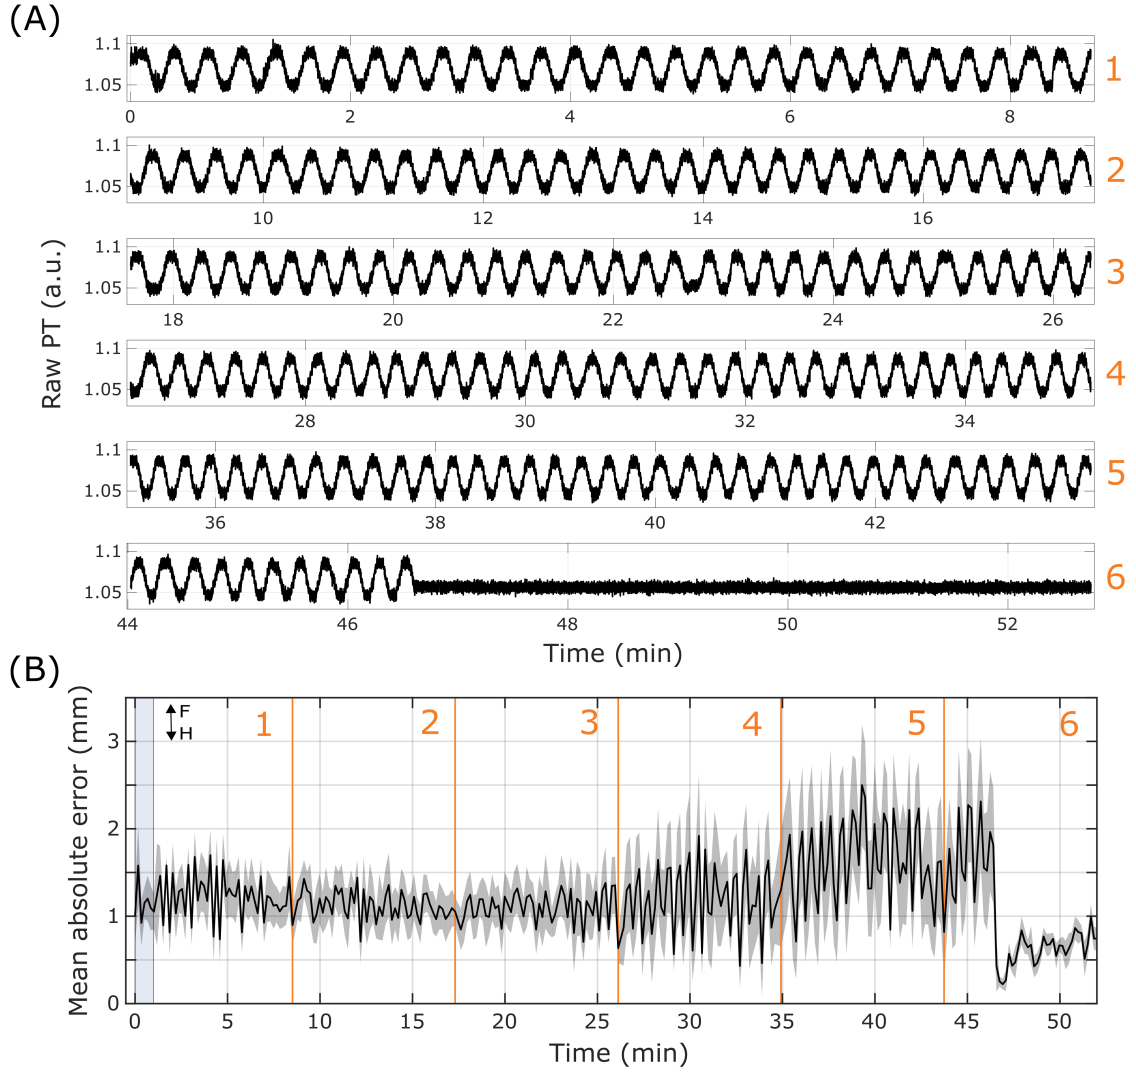 (A)
1.1
1.05
0 2 4 6 8
1
1.1
1.05
10 12 14 16
2
Raw PT (a.u.)
1.1
1.05
18 20 22 24 26
3
1.1
1.05
28 30 32 34
4
1.1
1.05
36 38 40 42
5
1.1
1.05
44 46 48 50 52
6
Time (min)
(B)
Mean absolute error (mm)
F
H
1 2 3 4 5 6
3
2
1
0
0 5 10 15 20 25 30 35 40 45 50
Time (min)